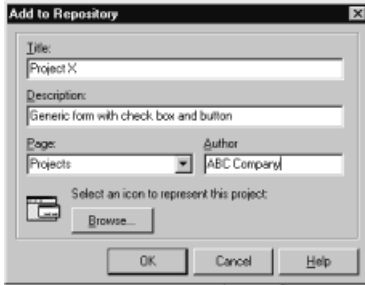 Add to Repository
Title:
Project X
Description:
Generic form with check box and button
Page: Author
Projects ABC Company
Select an icon to represent this project:
Browse...
OK Cancel Help